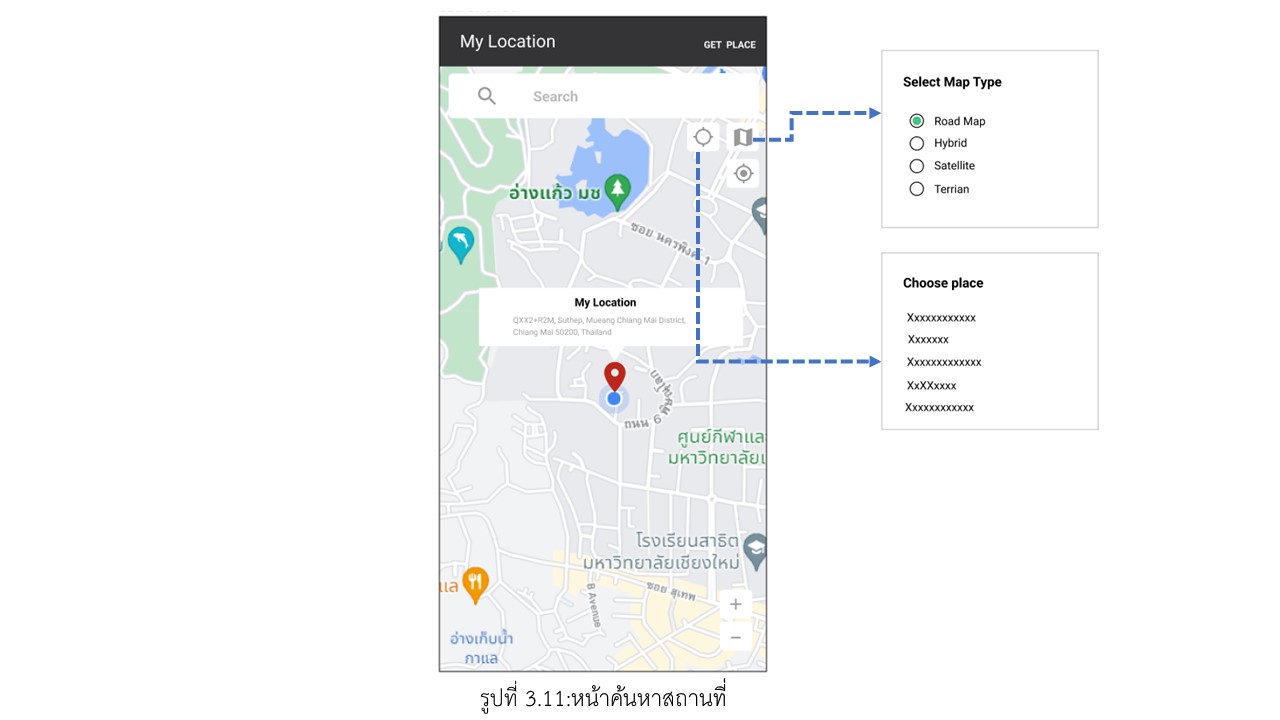 My Location
GET PLACE
Search
Select Map Type
Road Map
Hybrid
Satellite
Terrian
อ่างแก้ว มช
ซอย นครพิงค์ 1
Choose place
Xxxxxxxxxxxx
Xxxxxxx
Xxxxxxxxxxxxx
XxXXxxxx
Xxxxxxxxxxxx
My Location
QXX2+R2M, Suthep, Mueang Chiang Mai District,
Chiang Mai 50200, Thailand
ถนน 6
ศูนย์กีฬาแล
มหาวิทยาลัยเ
โรงเรียนสาธิต
มหาวิทยาลัยเชียงใหม่
แล
ซอย สุเทพ
B Avenue
+
−
อ่างเก็บน้ำ
กาแล
รูปที่ 3.11:หน้าค้นหาสถานที่